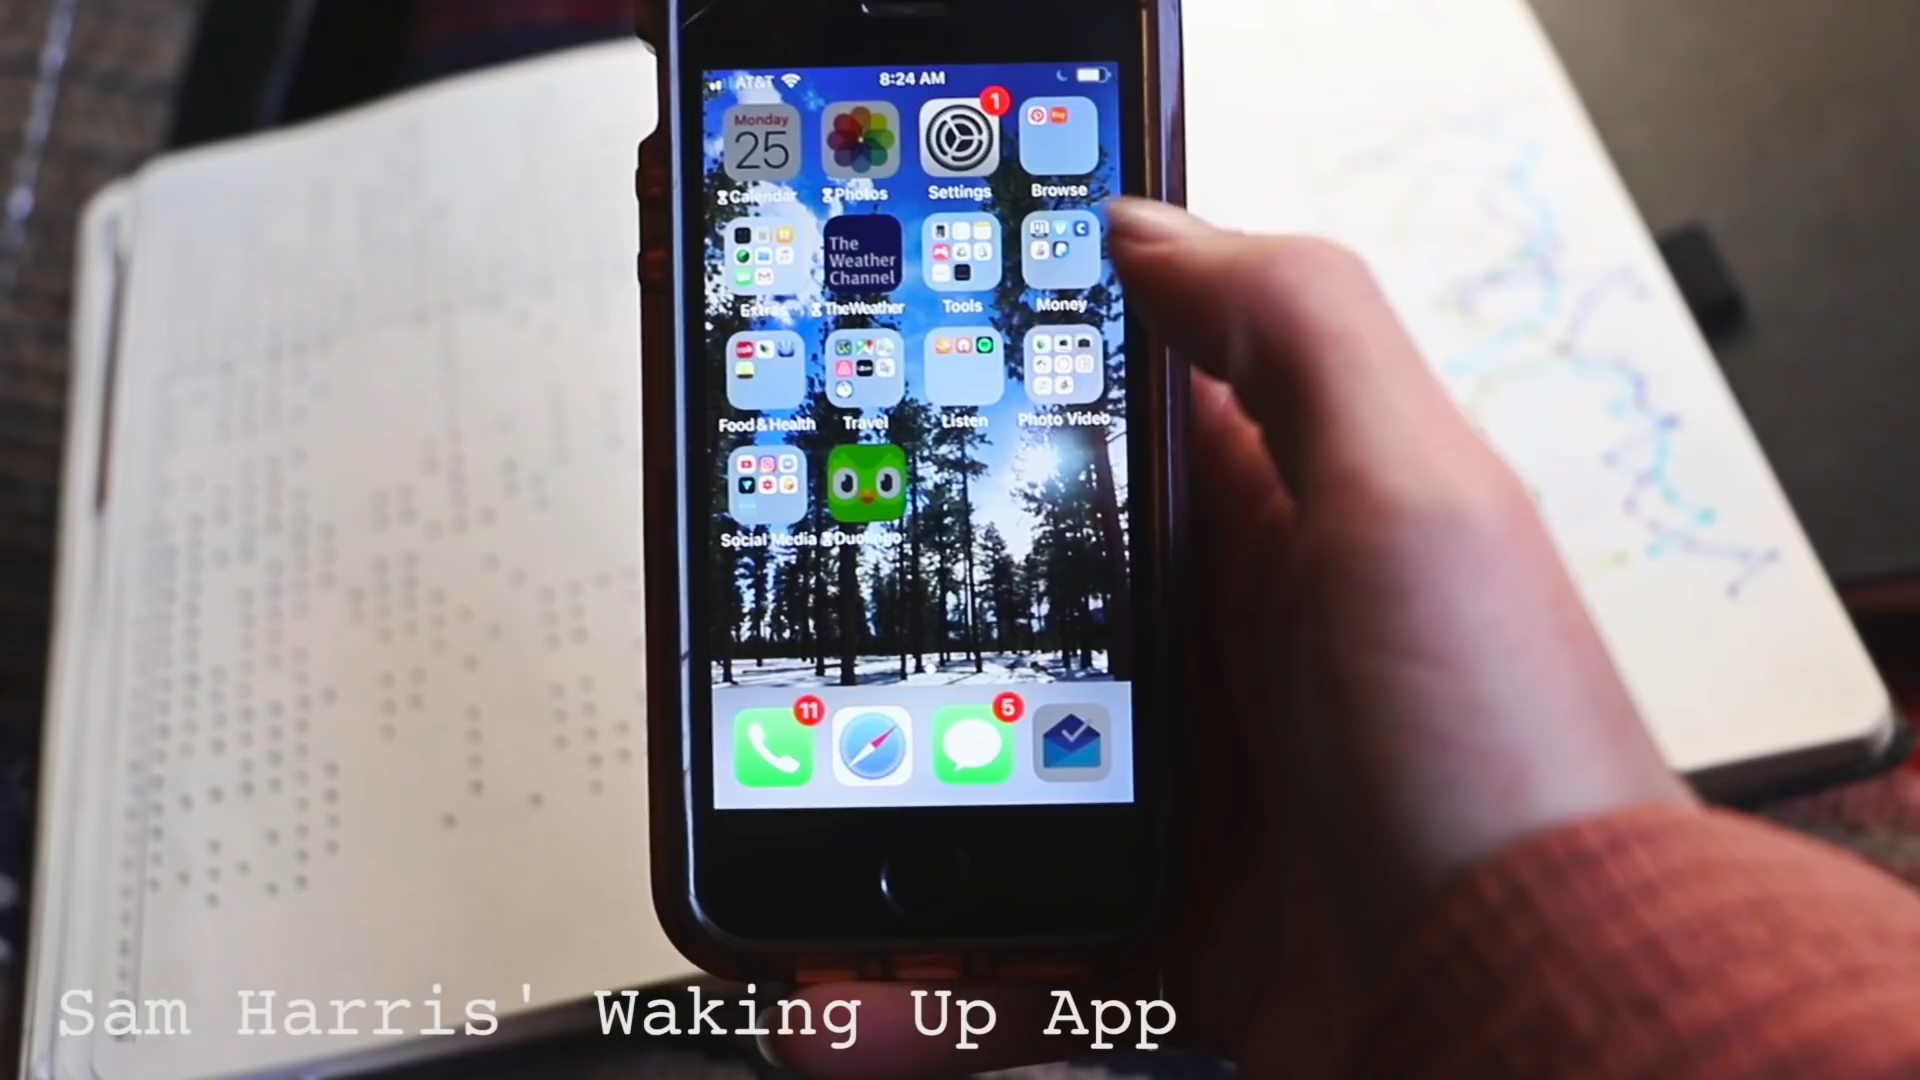 AT&T 8:24 AM
Monday
25
1
Calendar Photos Settings Browse
The
Weather
Channel
Extras TheWeather Tools Money
Food & Health Travel Listen Photo Video
Social Media Duolingo
11
5
Sam Harris' Waking Up App